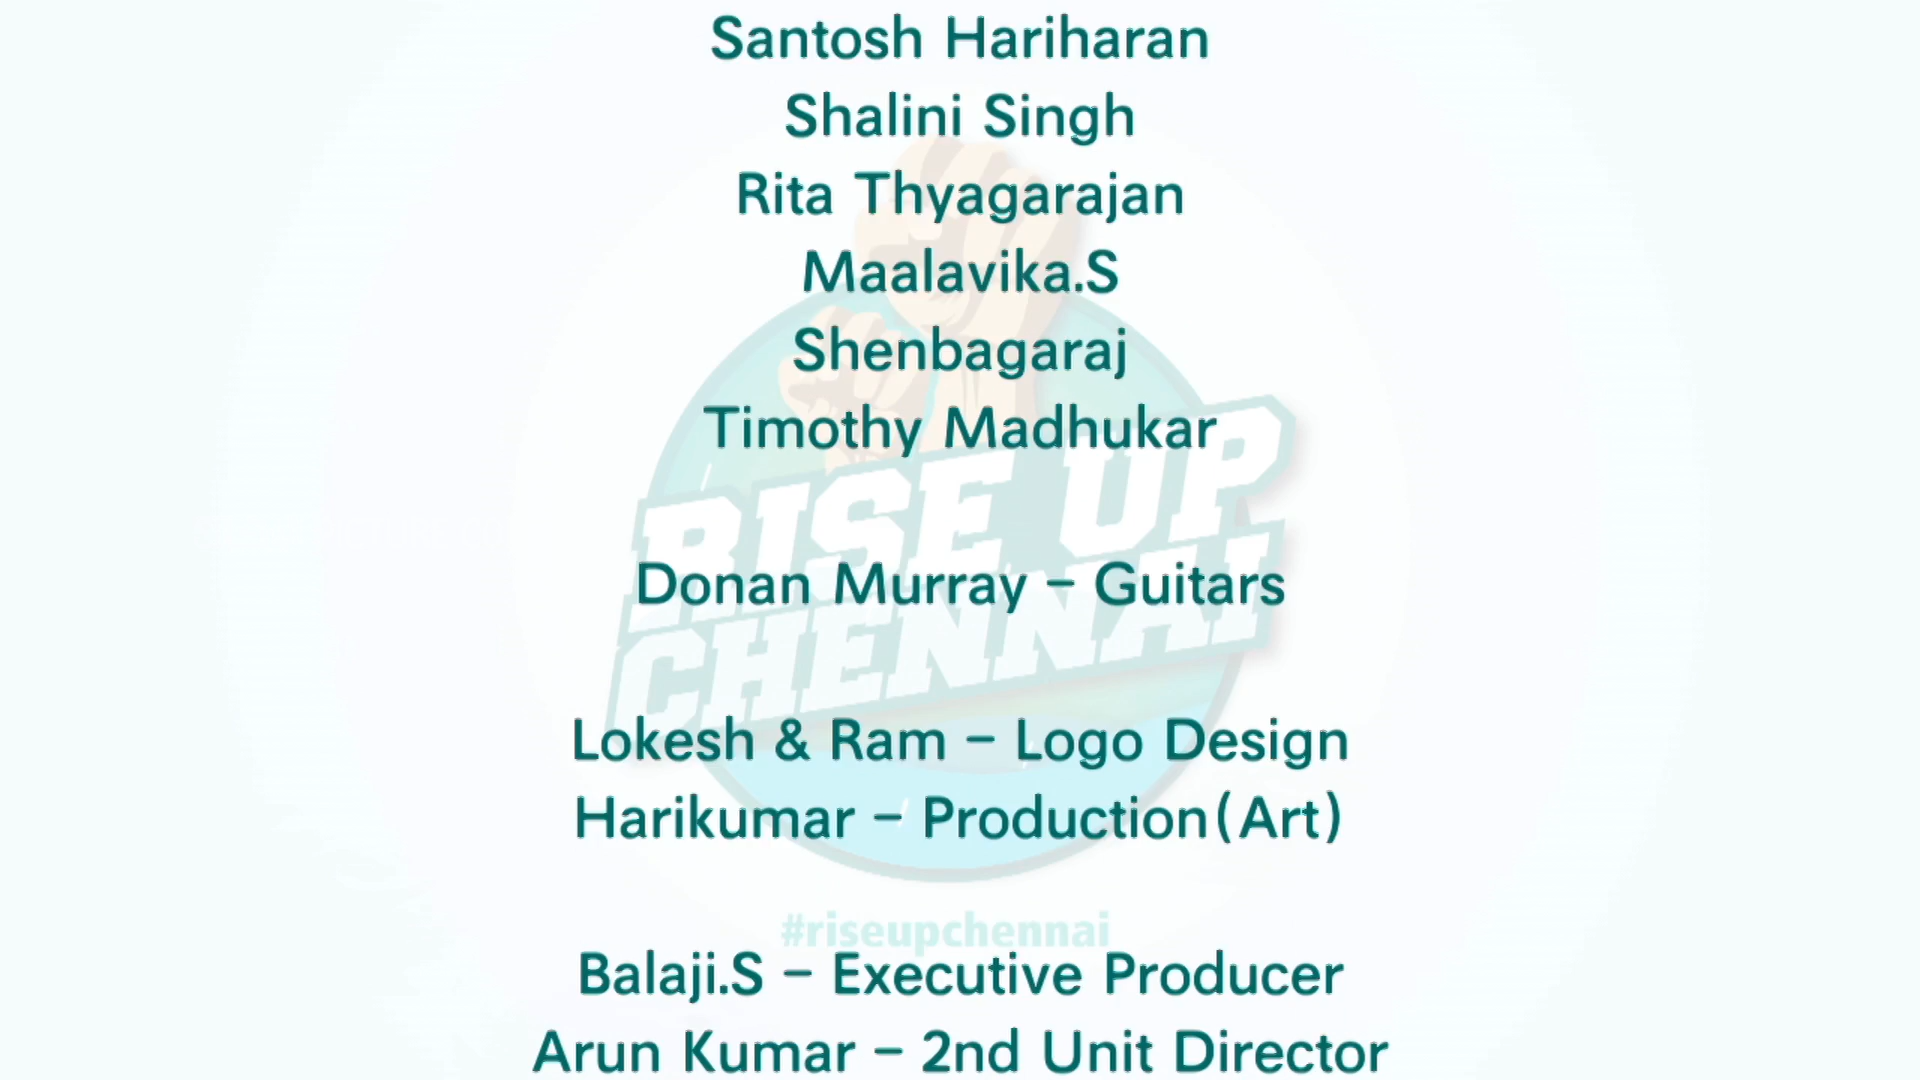 Santosh Hariharan
Shalini Singh
Rita Thyagarajan
Maalavika.S
Shenbagaraj
Timothy Madhukar
RISE UP
Donan Murray – Guitars
CHENNAI
Lokesh & Ram – Logo Design
Harikumar – Production(Art)
#riseupchennai
Balaji.S – Executive Producer
Arun Kumar – 2nd Unit Director